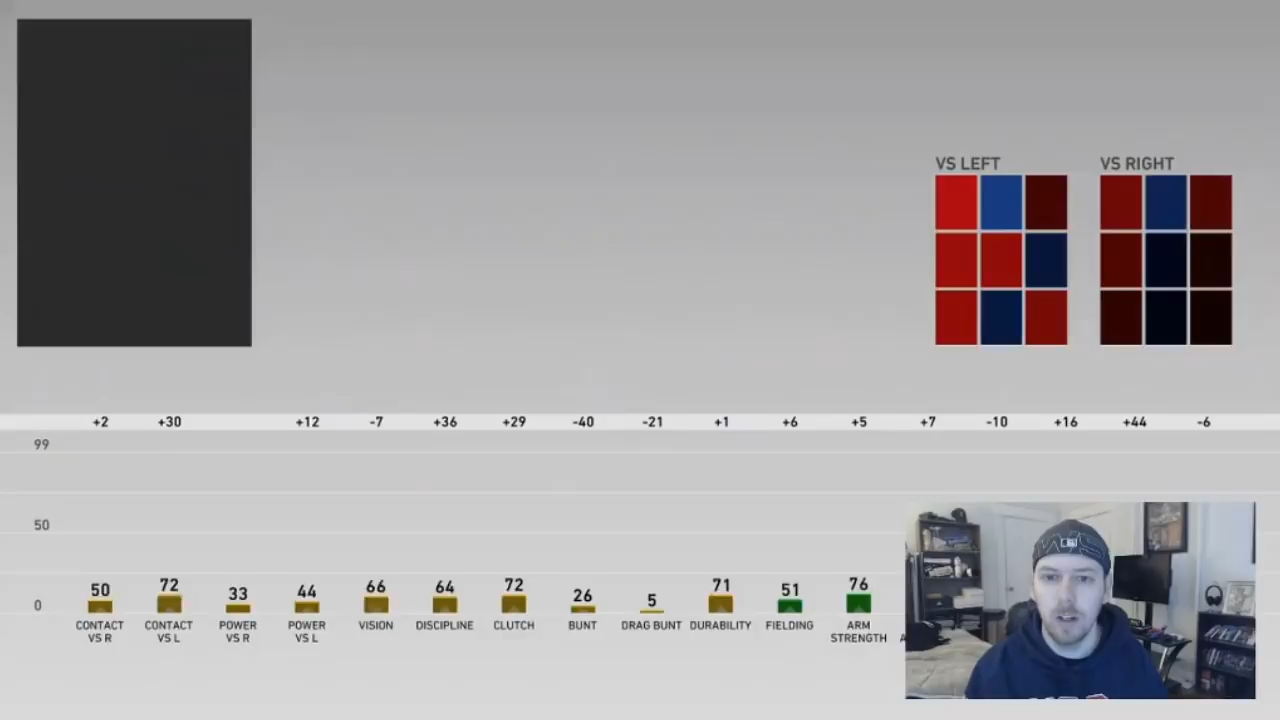 VS LEFT VS RIGHT
+2 +30 +12 -7 +36 +29 -40 -21 +1 +6 +5 +7 -10 +16 +44 -6
99
50
0
50 72 33 44 66 64 72 26 5 71 51 76
CONTACT VS R
CONTACT VS L
POWER VS R
POWER VS L
VISION
DISCIPLINE
CLUTCH
BUNT
DRAG BUNT
DURABILITY
FIELDING
ARM STRENGTH